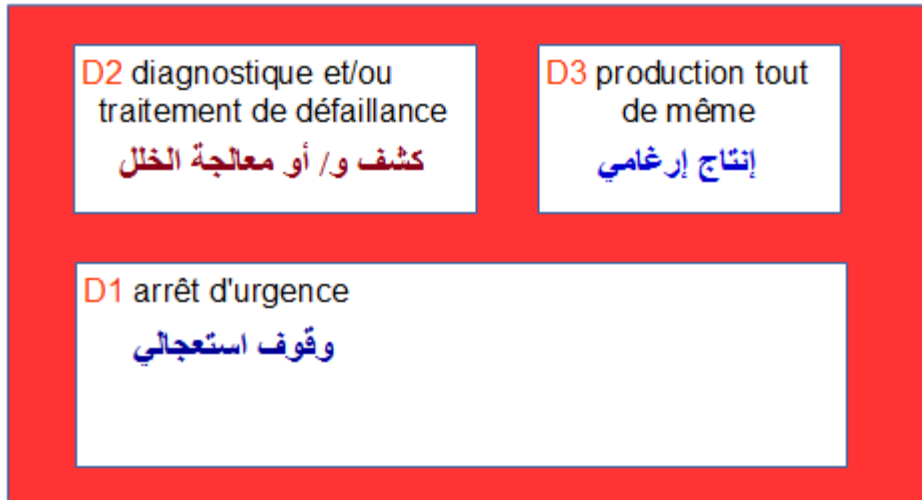 D2 diagnostique et/ou
traitement de défaillance
كشف و/ أو معالجة الخلل
D3 production tout
de même
إنتاج إرغامي
D1 arrêt d'urgence
وقوف استعجالي